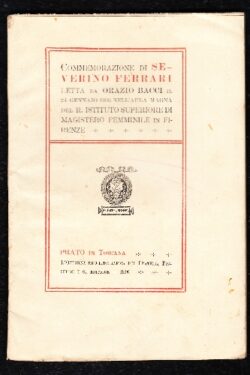 COMMEMORAZIONE DI SE-
VERINO FERRARI
LETTA DA ORAZIO BACCI IL
24 GENNAIO NELL'AULA MAGNA
DEL R. ISTITUTO SUPERIORE DI
MAGISTERO FEMMINILE IN FI-
RENZE
PRATO IN TOSCANA